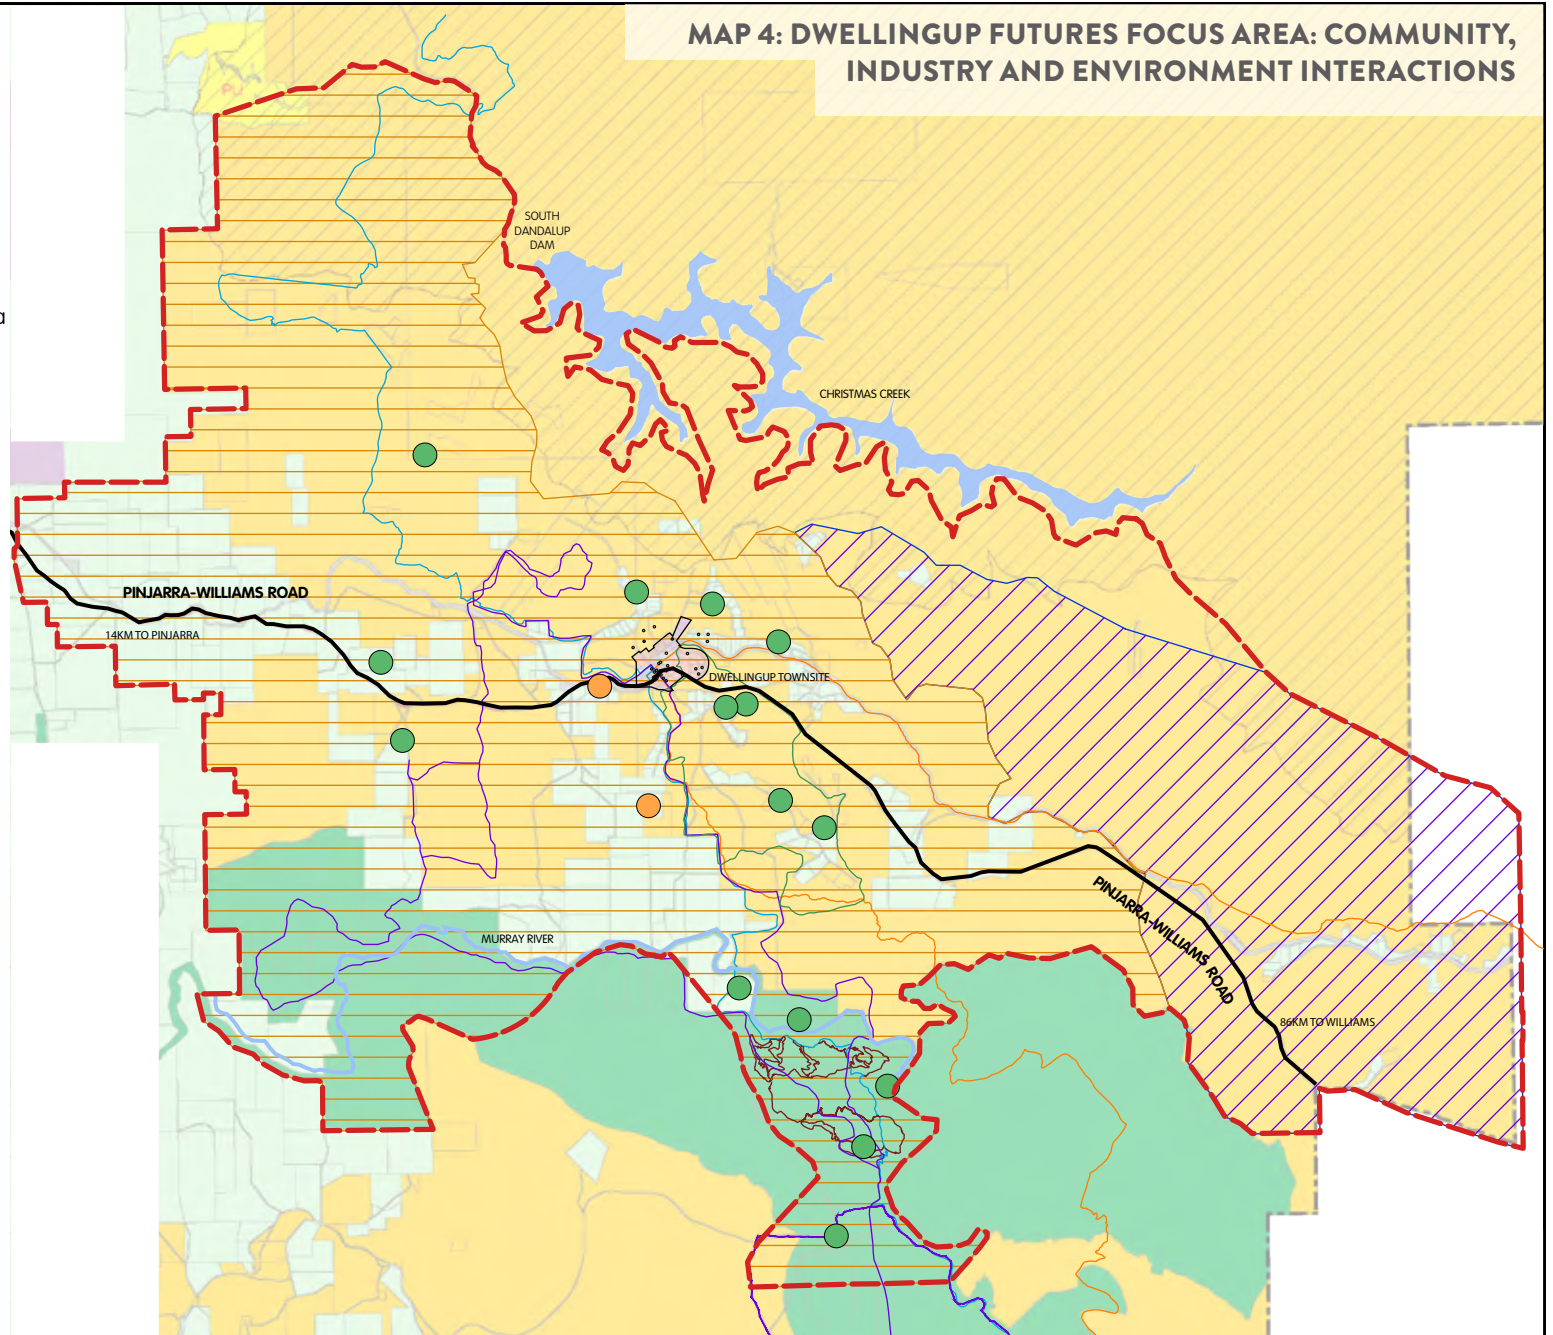 MAP 4: DWELLINGUP FUTURES FOCUS AREA: COMMUNITY,
INDUSTRY AND ENVIRONMENT INTERACTIONS
PU
SOUTH
DANDALUP
DAM
a
CHRISTMAS CREEK
PINJARRA-WILLIAMS ROAD
14KM TO PINJARRA
DWELLINGUP TOWNSITE
PINJARRA-WILLIAMS ROAD
MURRAY RIVER
86KM TO WILLIAMS